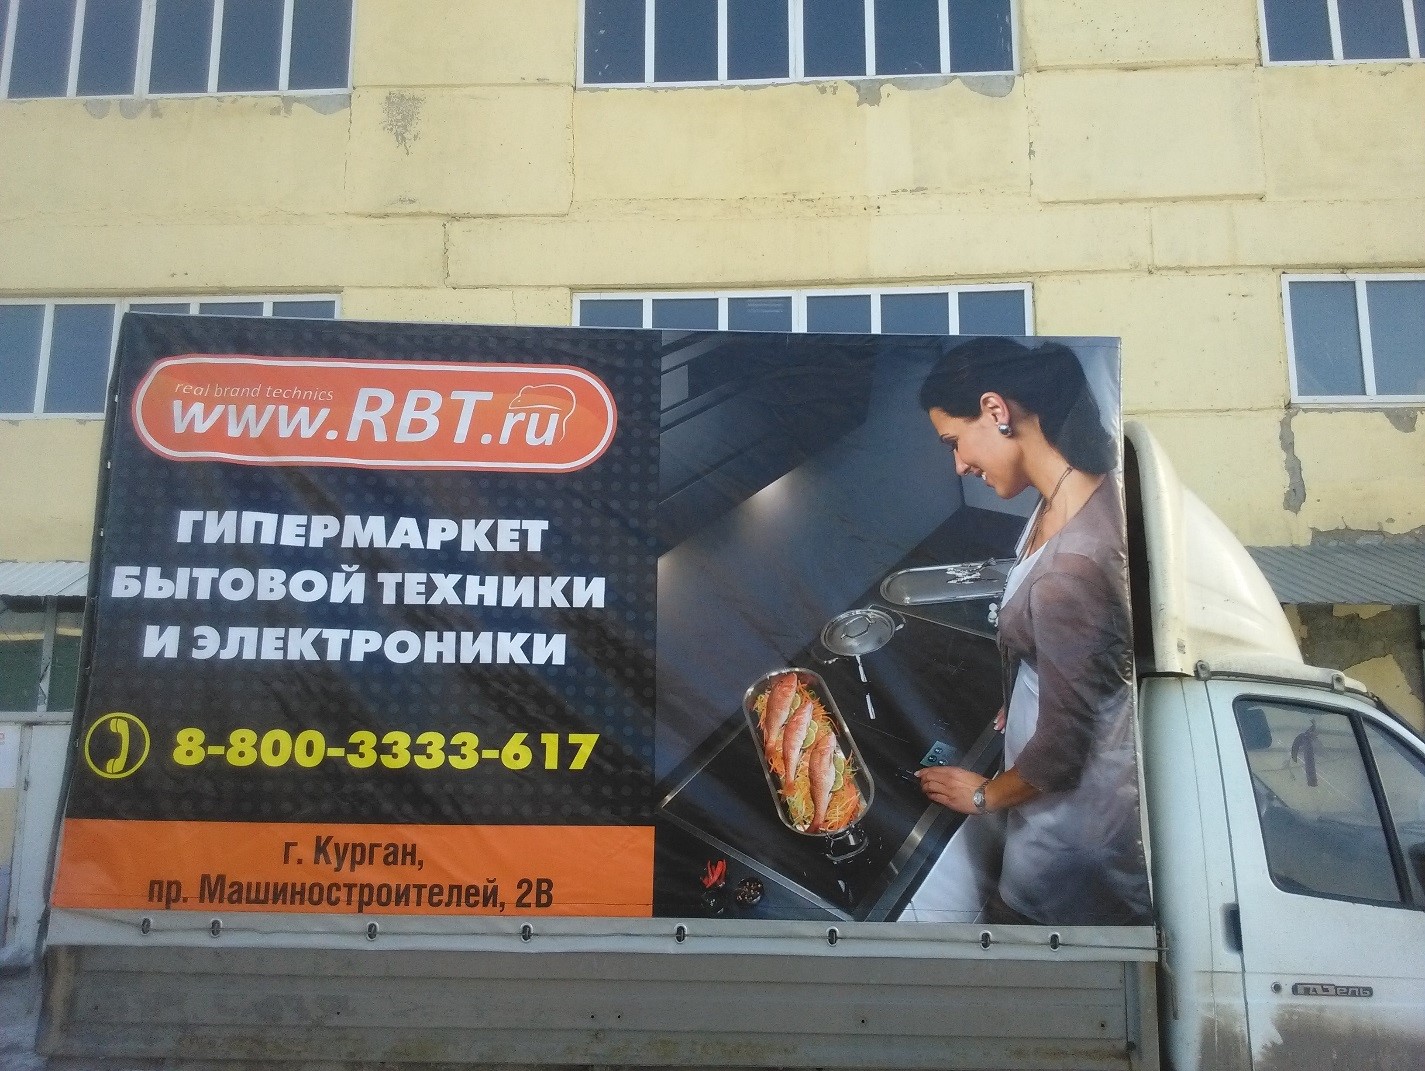 real brand technics
www.RBT.ru
ГИПЕРМАРКЕТ
БЫТОВОЙ ТЕХНИКИ
И ЭЛЕКТРОНИКИ
8-800-3333-617
г. Курган,
пр. Машиностроителей, 2В
ГАЗель